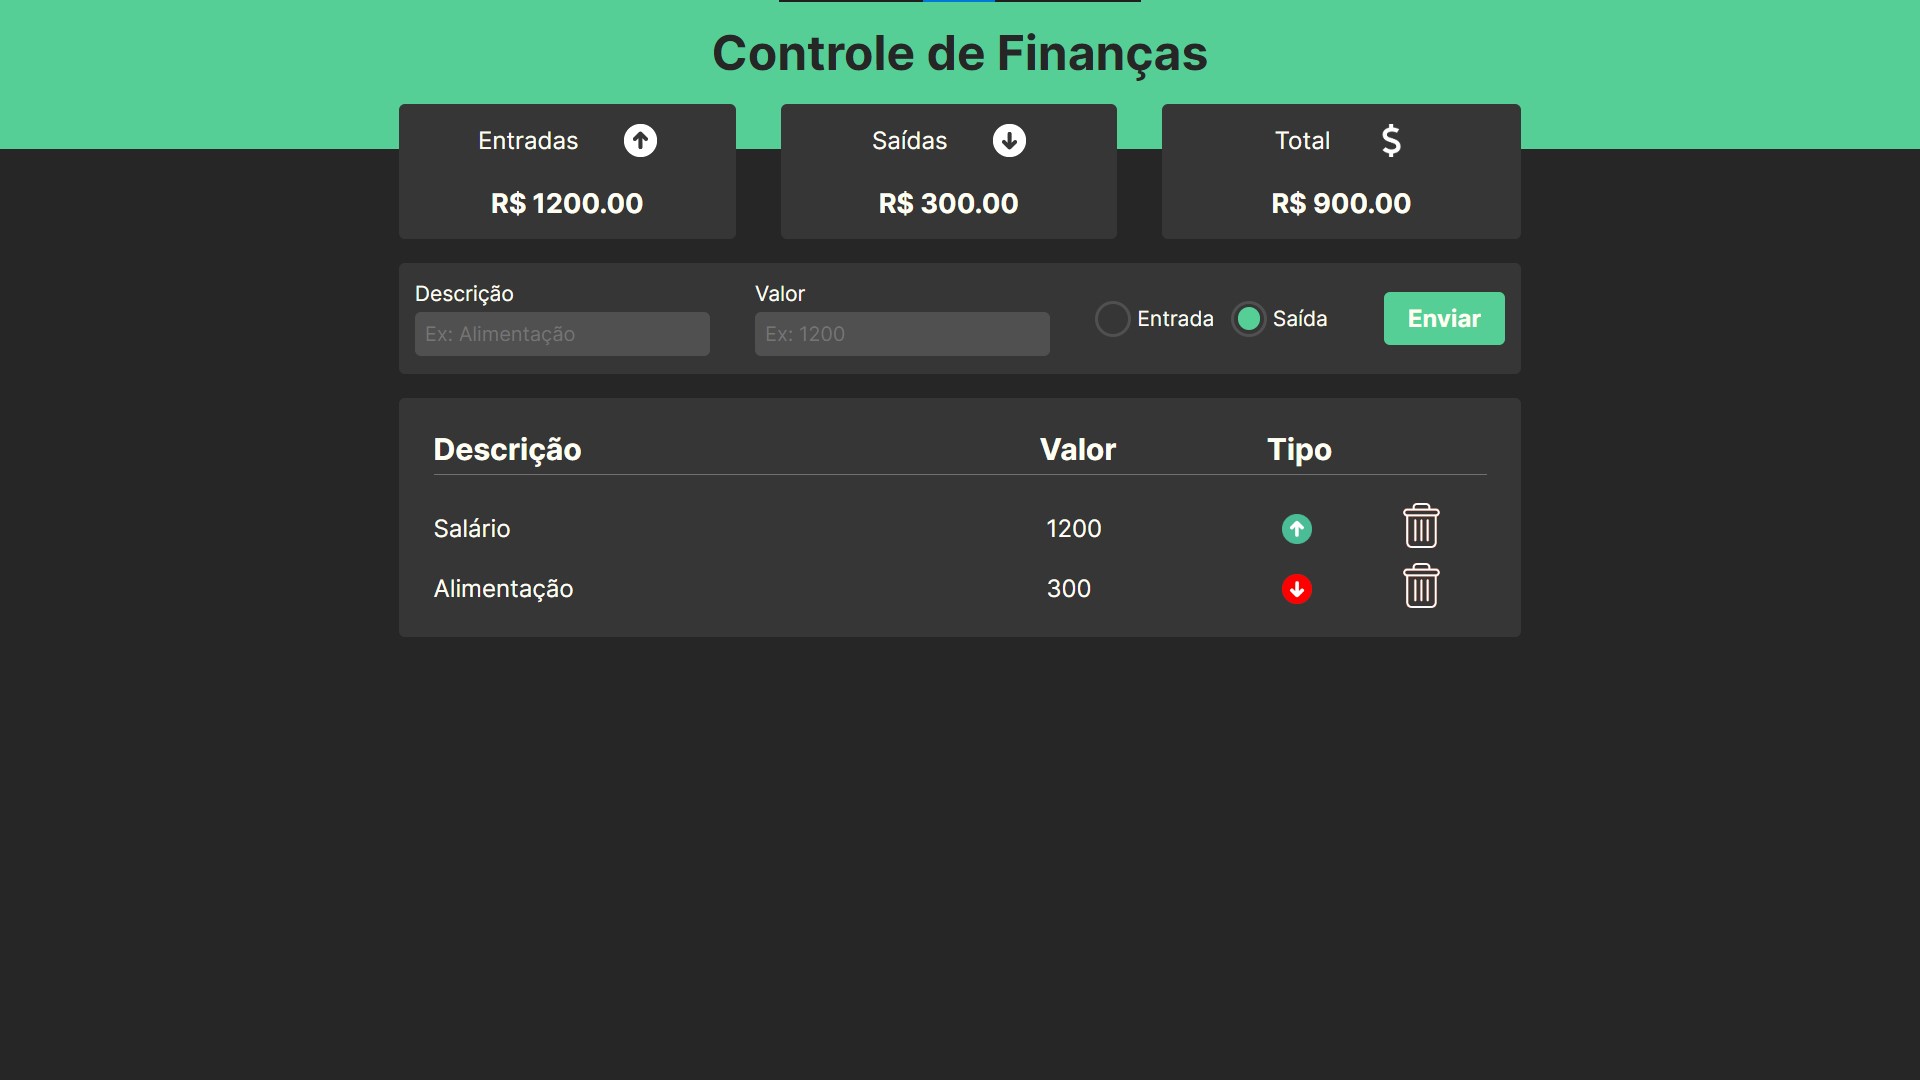 Controle de Finanças
Entradas
R$ 1200.00
Saídas
R$ 300.00
Total
$
R$ 900.00
Descrição
Ex: Alimentação
Valor
Ex: 1200
Entrada
Saída
Enviar
Descrição Valor Tipo
Salário 1200
Alimentação 300